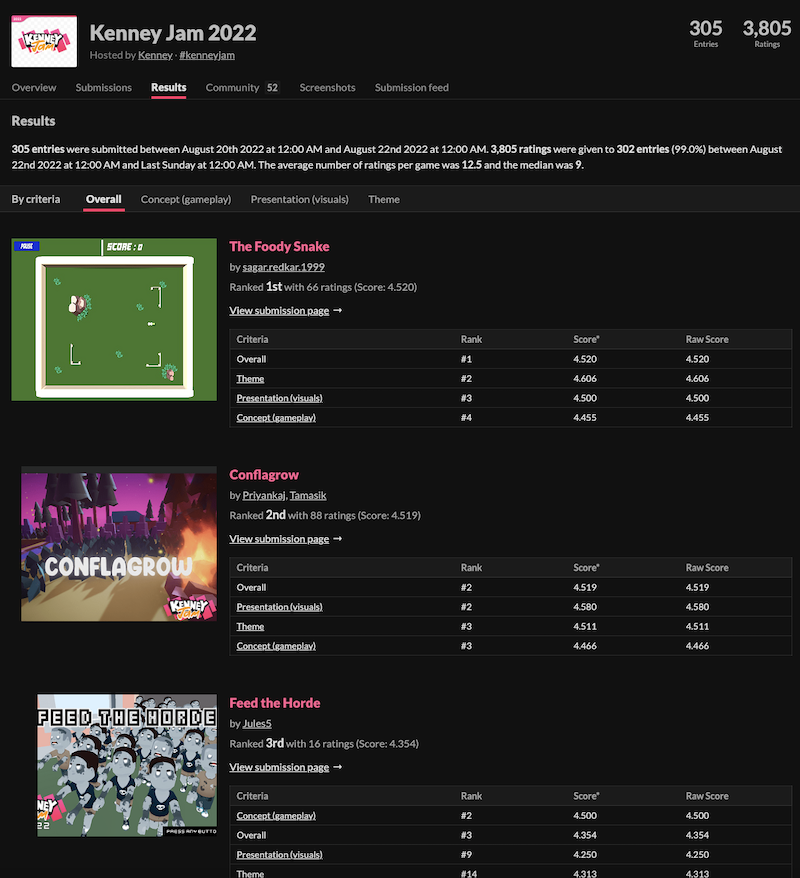 KENNEY
Jam
Kenney Jam 2022
Hosted by Kenney · #kenneyjam
305
Entries
3,805
Ratings
Overview Submissions Results Community 52 Screenshots Submission feed
Results
305 entries were submitted between August 20th 2022 at 12:00 AM and August 22nd 2022 at 12:00 AM. 3,805 ratings were given to 302 entries (99.0%) between August
22nd 2022 at 12:00 AM and Last Sunday at 12:00 AM. The average number of ratings per game was 12.5 and the median was 9.
By criteria Overall Concept (gameplay) Presentation (visuals) Theme
PAUSE
SCORE : 0
The Foody Snake
by sagar.redkar.1999
Ranked 1st with 66 ratings (Score: 4.520)
View submission page →
Criteria Rank Score* Raw Score
Overall #1 4.520 4.520
Theme #2 4.606 4.606
Presentation (visuals) #3 4.500 4.500
Concept (gameplay) #4 4.455 4.455
CONFLAGROW
KENNEY
Jam
Conflagrow
by Priyankaj, Tamasik
Ranked 2nd with 88 ratings (Score: 4.519)
View submission page →
Criteria Rank Score* Raw Score
Overall #2 4.519 4.519
Presentation (visuals) #2 4.580 4.580
Theme #3 4.511 4.511
Concept (gameplay) #3 4.466 4.466
FEED THE HORDE
NEY
22
PRESS ANY BUTTO
Feed the Horde
by Jules5
Ranked 3rd with 16 ratings (Score: 4.354)
View submission page →
Criteria Rank Score* Raw Score
Concept (gameplay) #2 4.500 4.500
Overall #3 4.354 4.354
Presentation (visuals) #9 4.250 4.250
Theme #14 4.313 4.313